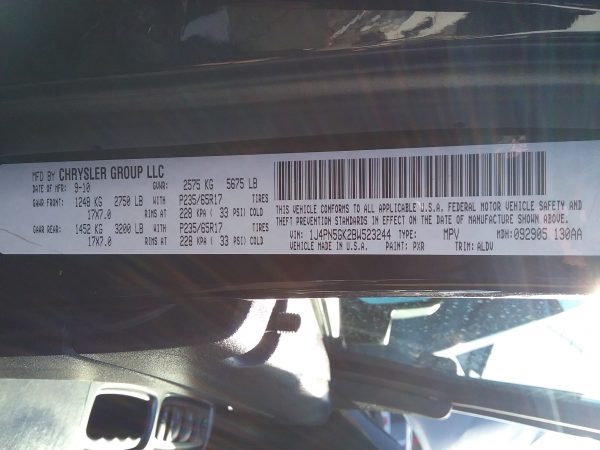 MFD BY CHRYSLER GROUP LLC
DATE OF MFR: 9-10 GVWR: 2575 KG 5675 LB
GAWR FRONT: 1248 KG 2750 LB WITH P235/65R17 TIRES
17X7.0 RIMS AT 228 KPA ( 33 PSI) COLD
GAWR REAR: 1452 KG 3200 LB WITH P235/65R17 TIRES
17X7.0 RIMS AT 228 KPA ( 33 PSI) COLD
THIS VEHICLE CONFORMS TO ALL APPLICABLE U.S.A. FEDERAL MOTOR VEHICLE SAFETY AND
THEFT PREVENTION STANDARDS IN EFFECT ON THE DATE OF MANUFACTURE SHOWN ABOVE.
VIN: 1J4PN5GK2BW523244 TYPE: MPV MDH: 092905 130AA
VEHICLE MADE IN U.S.A. PAINT: PXR TRIM: ALDV